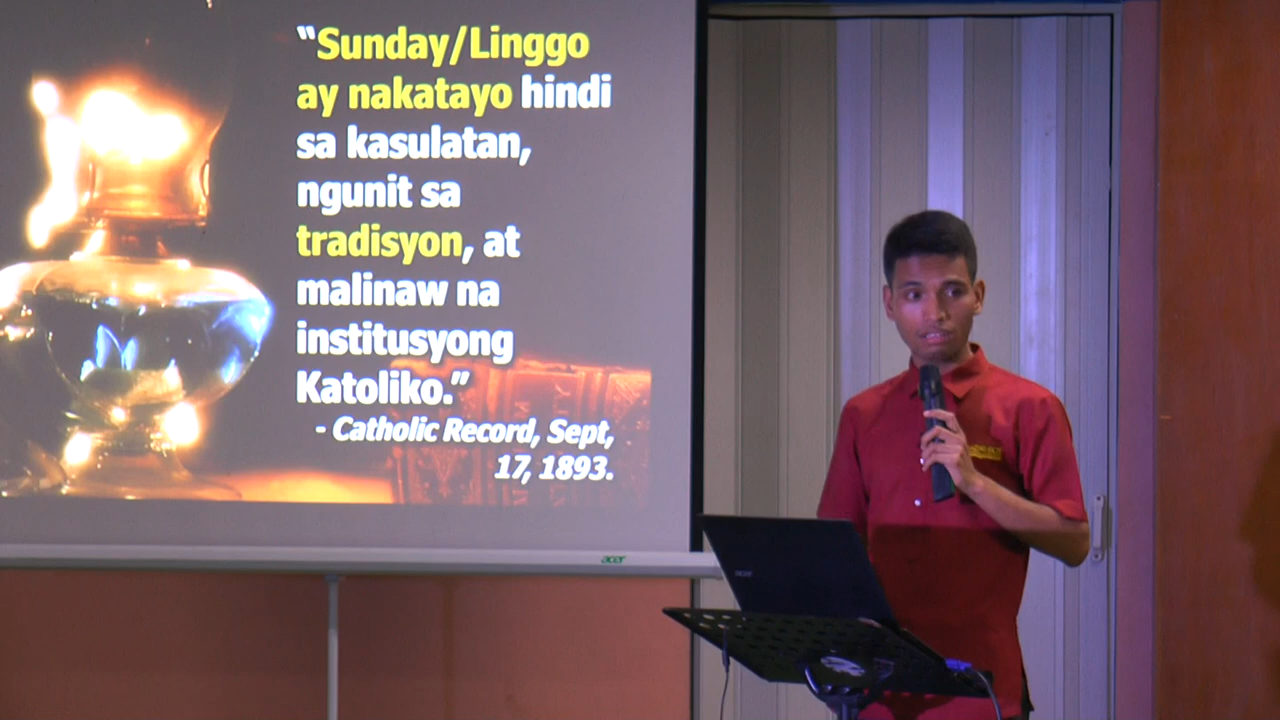 “Sunday/Linggo
ay nakatayo hindi
sa kasulatan,
ngunit sa
tradisyon, at
malinaw na
institusyong
Katoliko.”
- Catholic Record, Sept,
17, 1893.
acer
acer